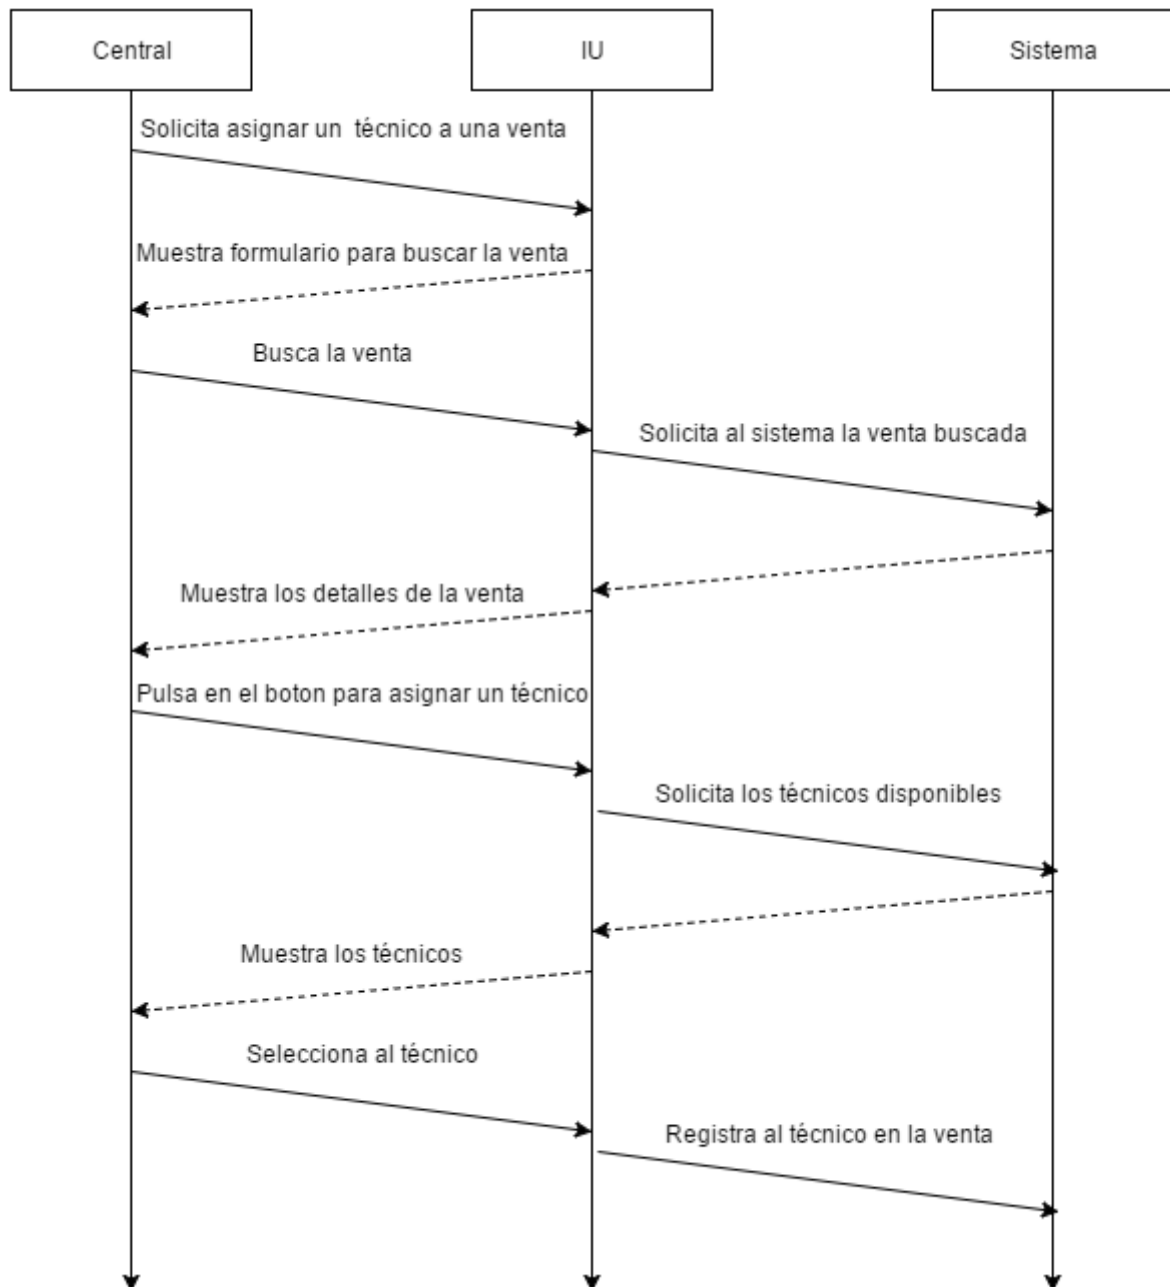 Central
IU
Sistema
Solicita asignar un técnico a una venta
Muestra formulario para buscar la venta
Busca la venta
Solicita al sistema la venta buscada
Muestra los detalles de la venta
Pulsa en el boton para asignar un técnico
Solicita los técnicos disponibles
Muestra los técnicos
Selecciona al técnico
Registra al técnico en la venta